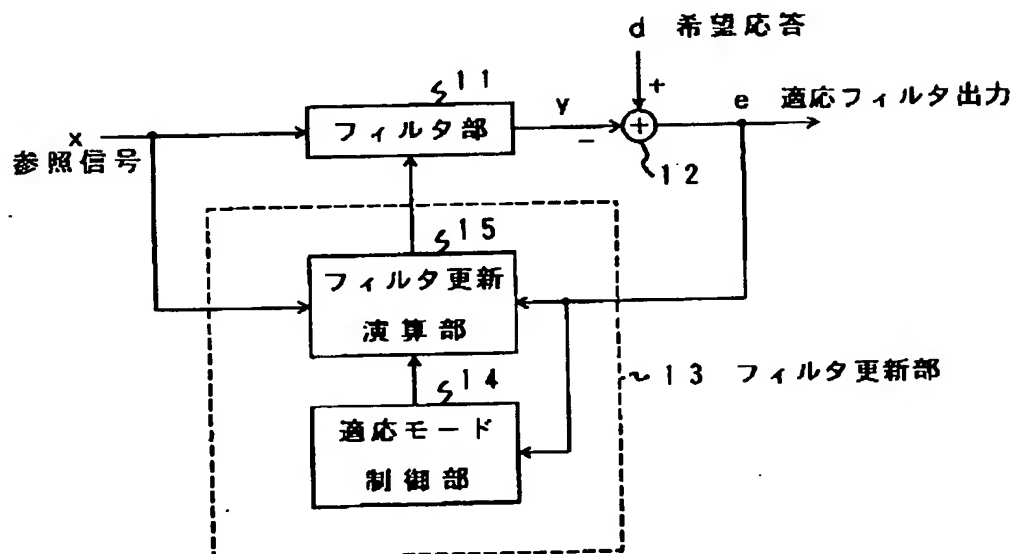 d 希望応答
+
11
フィルタ部
y
−
+
e 適応フィルタ出力
12
x
参照信号
15
フィルタ更新
演算部
14
適応モード
制御部
13 フィルタ更新部